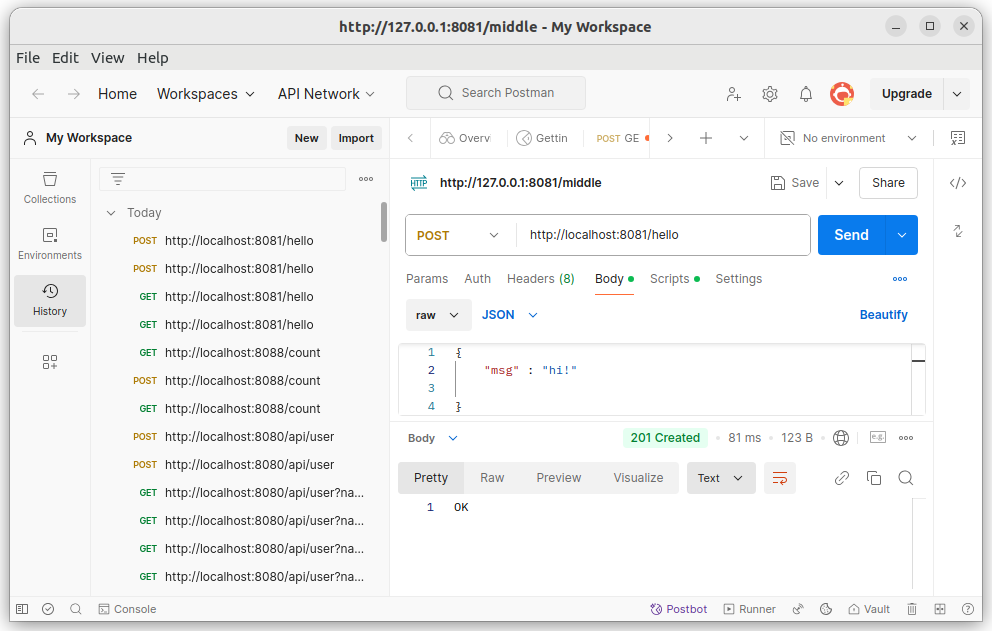 http://127.0.0.1:8081/middle - My Workspace
File Edit View Help
Home Workspaces API Network Search Postman Upgrade
My Workspace New Import Overv Gettin POST GE No environment
Collections
Environments
History
Today
POST http://localhost:8081/hello
POST http://localhost:8081/hello
GET http://localhost:8081/hello
GET http://localhost:8081/hello
GET http://localhost:8088/count
POST http://localhost:8088/count
GET http://localhost:8088/count
POST http://localhost:8080/api/user
POST http://localhost:8080/api/user
GET http://localhost:8080/api/user?na...
GET http://localhost:8080/api/user?na...
GET http://localhost:8080/api/user?na...
GET http://localhost:8080/api/user?na...
HTTP http://127.0.0.1:8081/middle Save Share
POST http://localhost:8081/hello Send
Params Auth Headers (8) Body Scripts Settings
raw JSON Beautify
1 {
2 "msg" : "hi!"
3
4 }
Body 201 Created 81 ms 123 B e.g.
Pretty Raw Preview Visualize Text
1 OK
Console Postbot Runner Vault